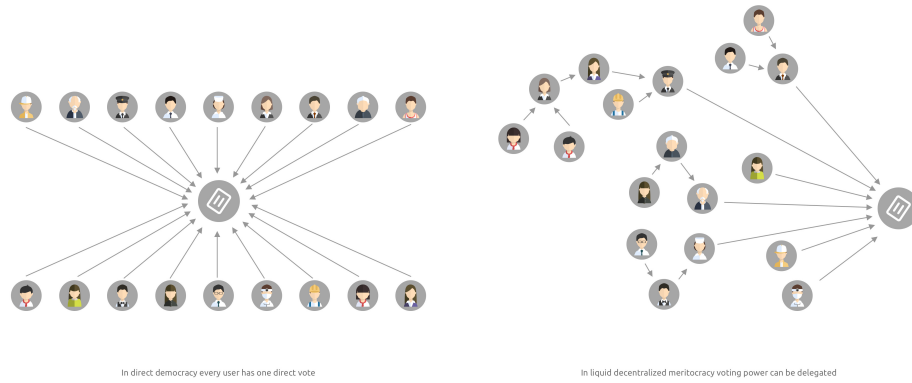 In direct democracy every user has one direct vote
In liquid decentralized meritocracy voting power can be delegated